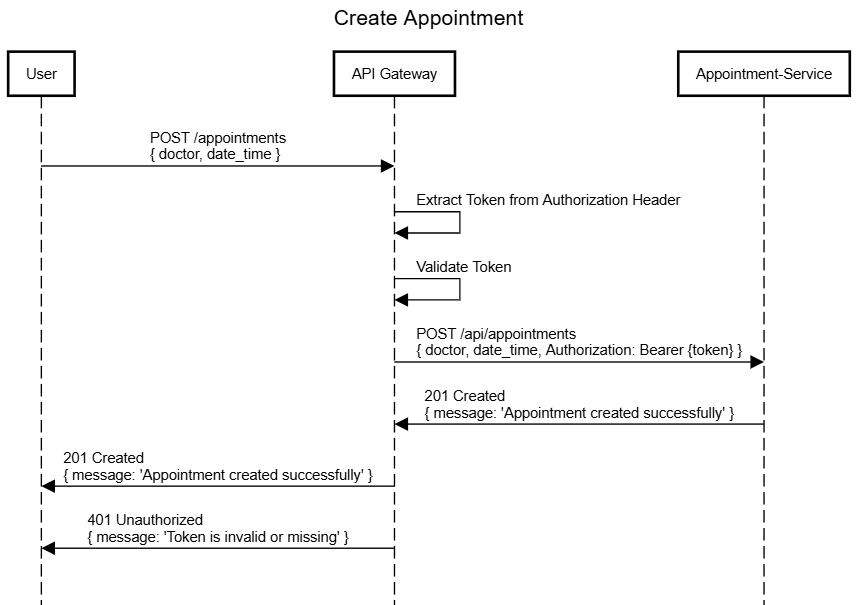 Create Appointment
User
API Gateway
Appointment-Service
POST /appointments
{ doctor, date_time }
Extract Token from Authorization Header
Validate Token
POST /api/appointments
{ doctor, date_time, Authorization: Bearer {token} }
201 Created
{ message: 'Appointment created successfully' }
201 Created
{ message: 'Appointment created successfully' }
401 Unauthorized
{ message: 'Token is invalid or missing' }